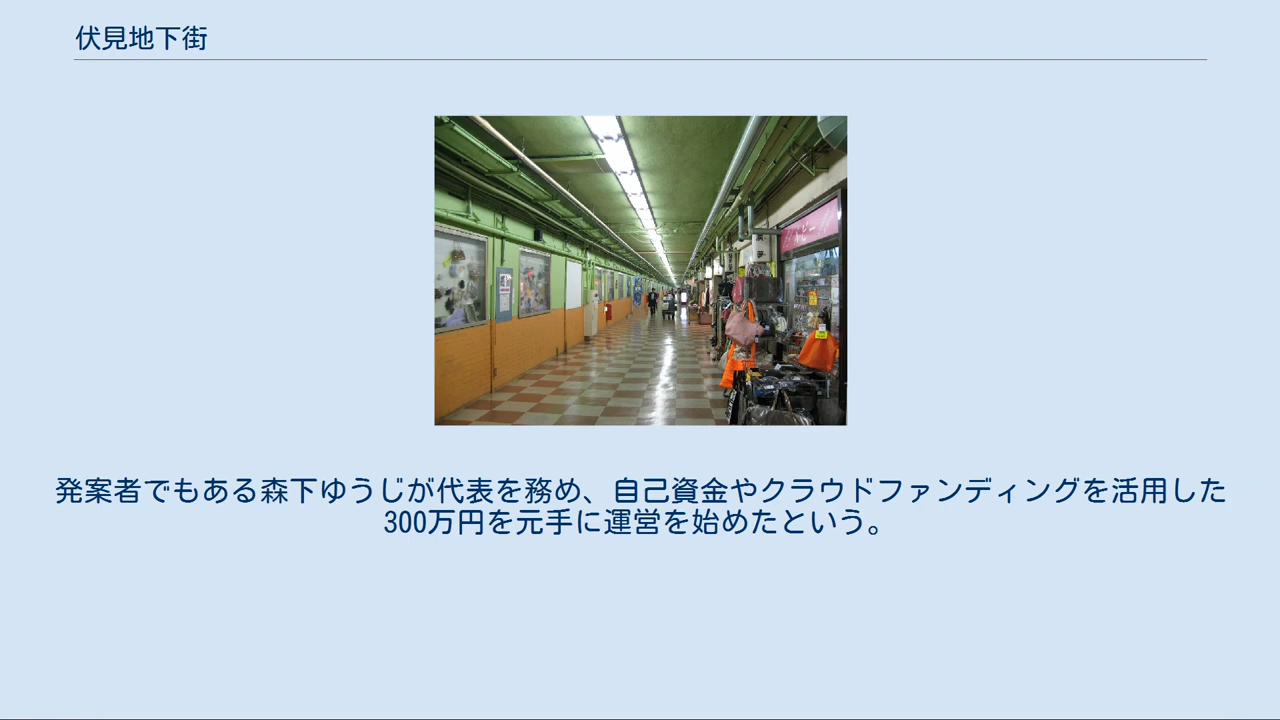 伏見地下街
発案者でもある森下ゆうじが代表を務め、自己資金やクラウドファンディングを活用した
300万円を元手に運営を始めたという。